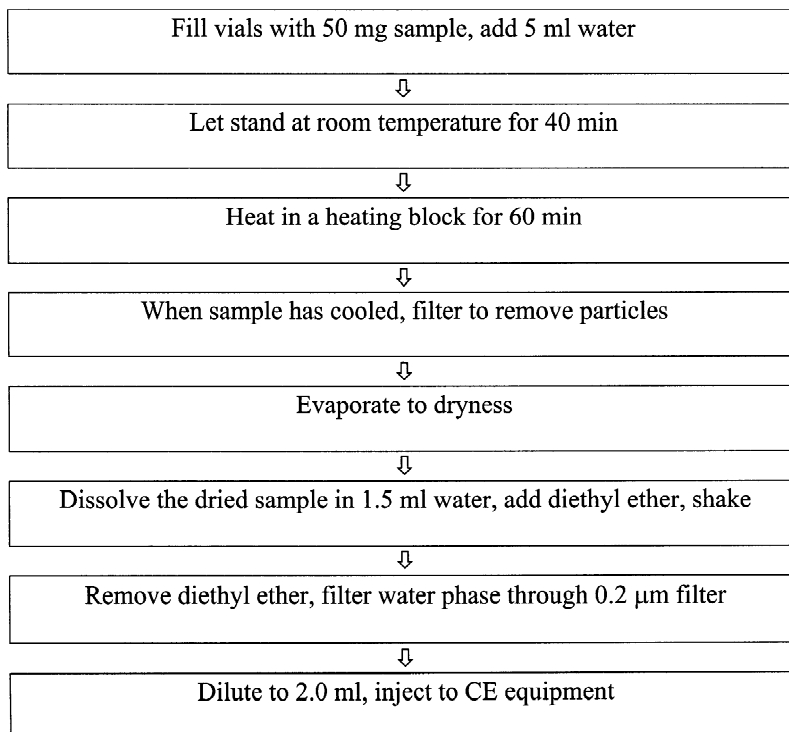 Fill vials with 50 mg sample, add 5 ml water
⇩
Let stand at room temperature for 40 min
⇩
Heat in a heating block for 60 min
⇩
When sample has cooled, filter to remove particles
⇩
Evaporate to dryness
⇩
Dissolve the dried sample in 1.5 ml water, add diethyl ether, shake
⇩
Remove diethyl ether, filter water phase through 0.2 μm filter
⇩
Dilute to 2.0 ml, inject to CE equipment